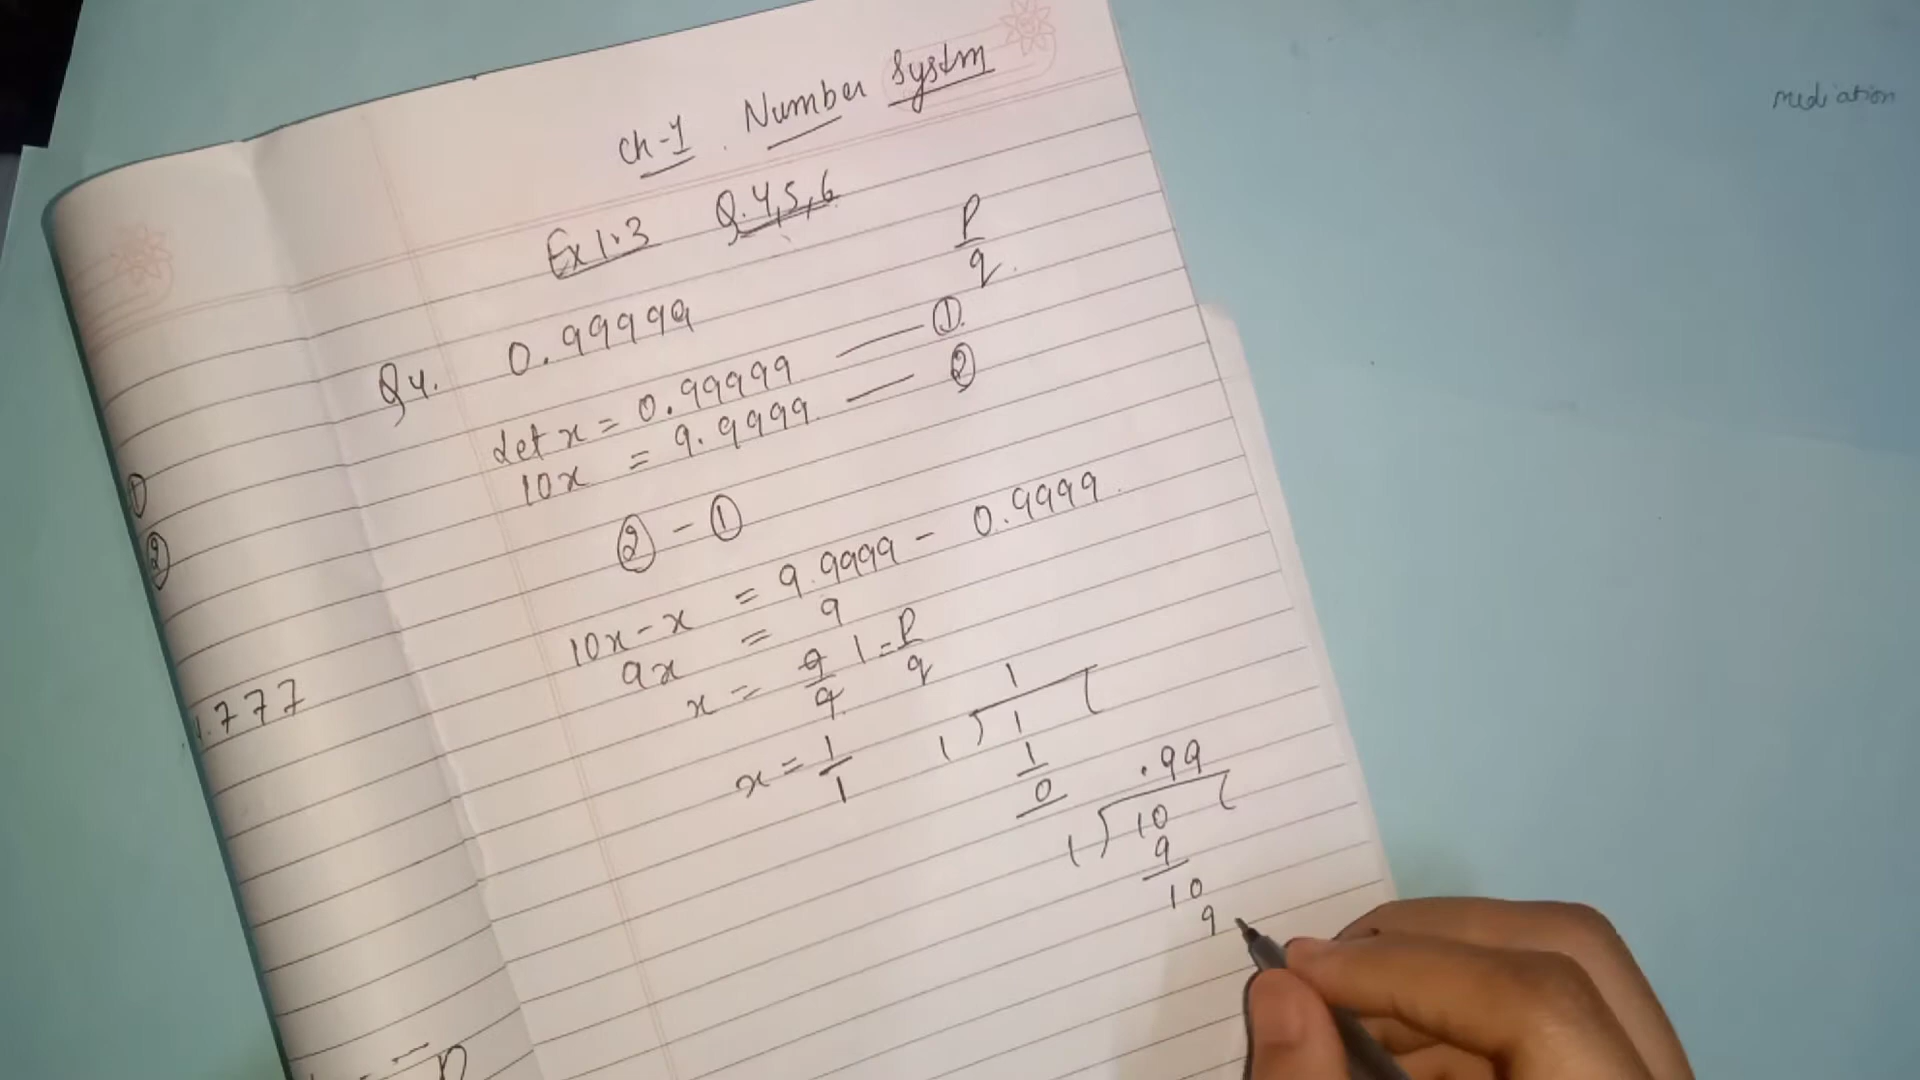 Ch-1. Number System
mediation
Ex 1.3 Q.4,5,6
P/q
Q4. 0.99999
Let x = 0.99999 — ①
10x = 9.9999 — ②
② - ①
10x - x = 9.9999 - 0.9999
9x = 9
x = 9/9 1 = P/q
x = 1/1
1
1)1(
1
0
.99
1)10(
9
10
9
①
②
.777